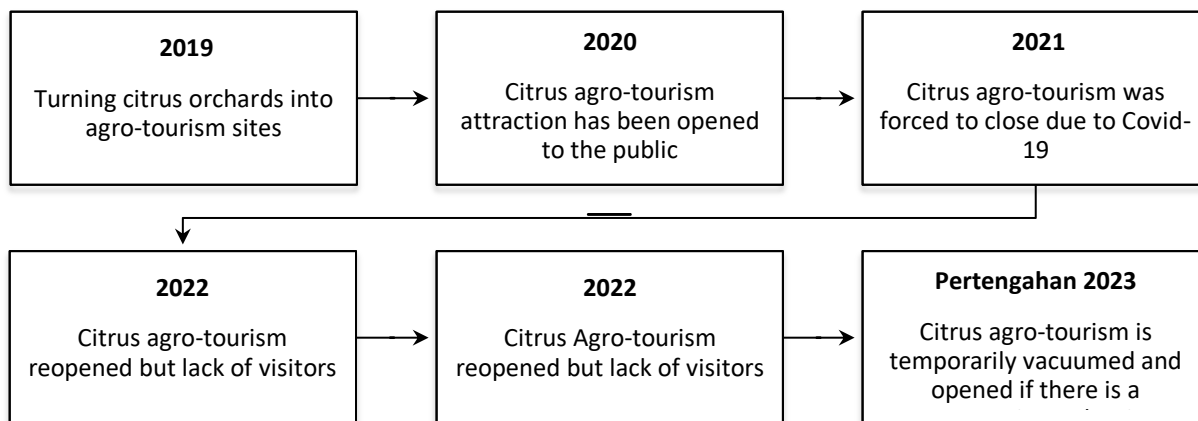 2019
Turning citrus orchards into
agro-tourism sites
2020
Citrus agro-tourism
attraction has been opened
to the public
2021
Citrus agro-tourism was
forced to close due to Covid-
19
2022
Citrus agro-tourism
reopened but lack of visitors
2022
Citrus Agro-tourism
reopened but lack of visitors
Pertengahan 2023
Citrus agro-tourism is
temporarily vacuumed and
opened if there is a